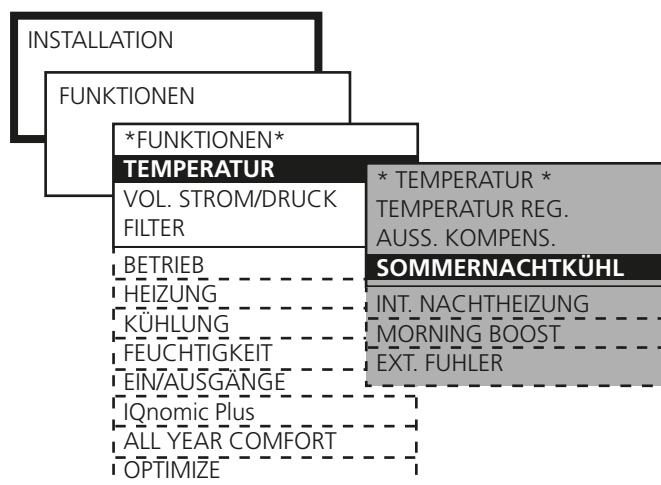 INSTALLATION
FUNKTIONEN
*FUNKTIONEN*
TEMPERATUR
VOL. STROM/DRUCK
FILTER
BETRIEB
HEIZUNG
KÜHLUNG
FEUCHTIGKEIT
EIN/AUSGÄNGE
IQnomic Plus
ALL YEAR COMFORT
OPTIMIZE
* TEMPERATUR *
TEMPERATUR REG.
AUSS. KOMPENS.
SOMMERNACHTKÜHL
INT. NACHTHEIZUNG
MORNING BOOST
EXT. FUHLER